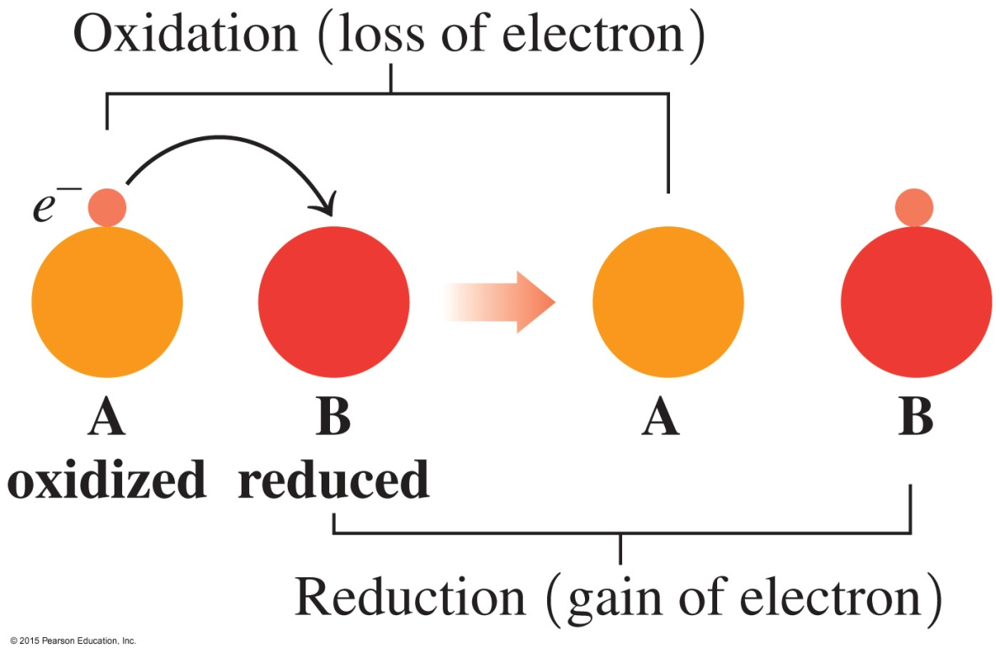 Oxidation (loss of electron)
e⁻
A B A B
oxidized reduced
Reduction (gain of electron)
© 2015 Pearson Education, Inc.